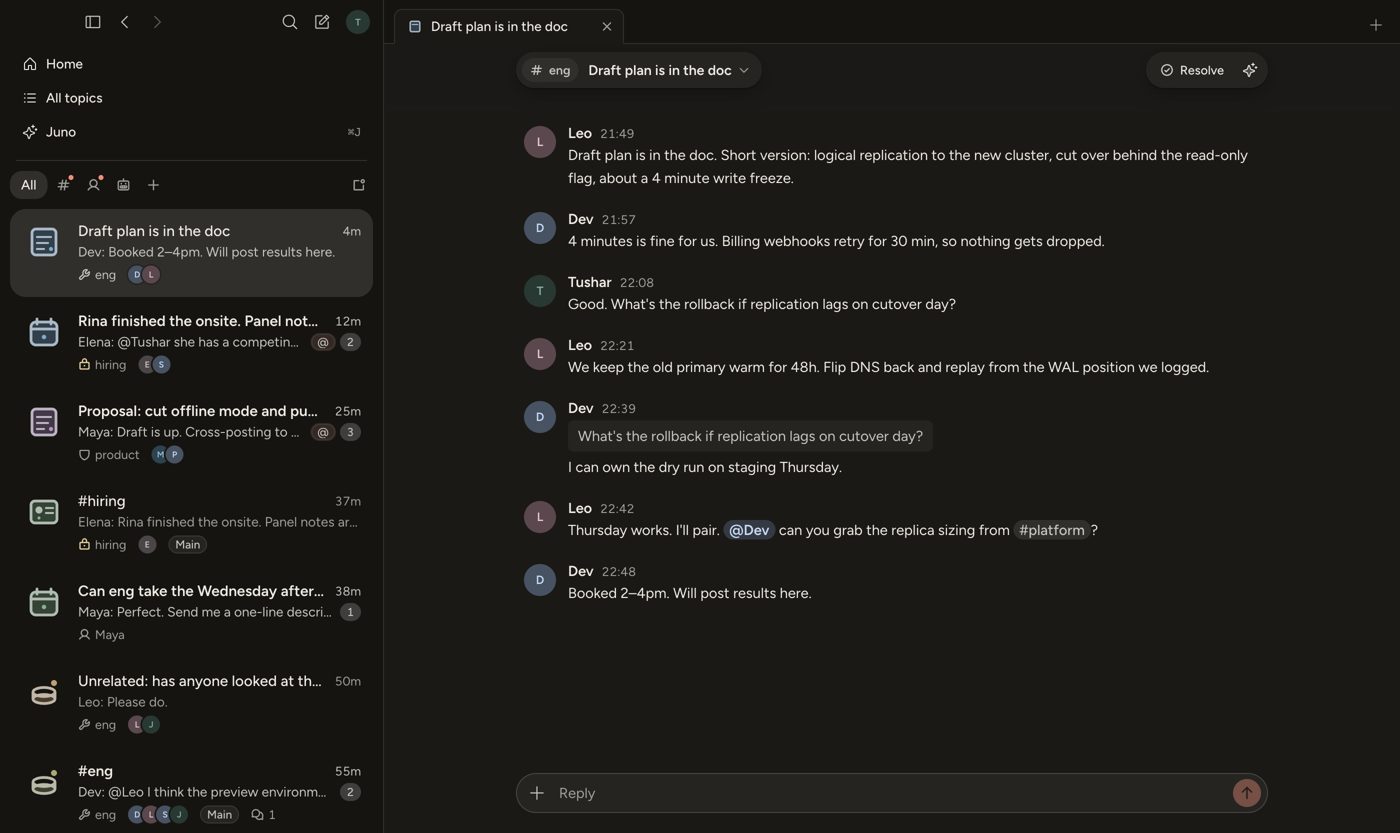 T
Home
All topics
Juno
⌘J
All
Draft plan is in the doc 4m
Dev: Booked 2–4pm. Will post results here.
eng D L
Rina finished the onsite. Panel not... 12m
Elena: @Tushar she has a competin... @ 2
hiring E S
Proposal: cut offline mode and pu... 25m
Maya: Draft is up. Cross-posting to ... @ 3
product M P
#hiring 37m
Elena: Rina finished the onsite. Panel notes ar...
hiring E Main
Can eng take the Wednesday after... 38m
Maya: Perfect. Send me a one-line descri... 1
Maya
Unrelated: has anyone looked at th... 50m
Leo: Please do.
eng L J
#eng 55m
Dev: @Leo I think the preview environm... 2
eng D L S J Main 1
Draft plan is in the doc
# eng Draft plan is in the doc
Resolve
L Leo 21:49
Draft plan is in the doc. Short version: logical replication to the new cluster, cut over behind the read-only
flag, about a 4 minute write freeze.
D Dev 21:57
4 minutes is fine for us. Billing webhooks retry for 30 min, so nothing gets dropped.
T Tushar 22:08
Good. What's the rollback if replication lags on cutover day?
L Leo 22:21
We keep the old primary warm for 48h. Flip DNS back and replay from the WAL position we logged.
D Dev 22:39
What's the rollback if replication lags on cutover day?
I can own the dry run on staging Thursday.
L Leo 22:42
Thursday works. I'll pair. @Dev can you grab the replica sizing from #platform ?
D Dev 22:48
Booked 2–4pm. Will post results here.
Reply